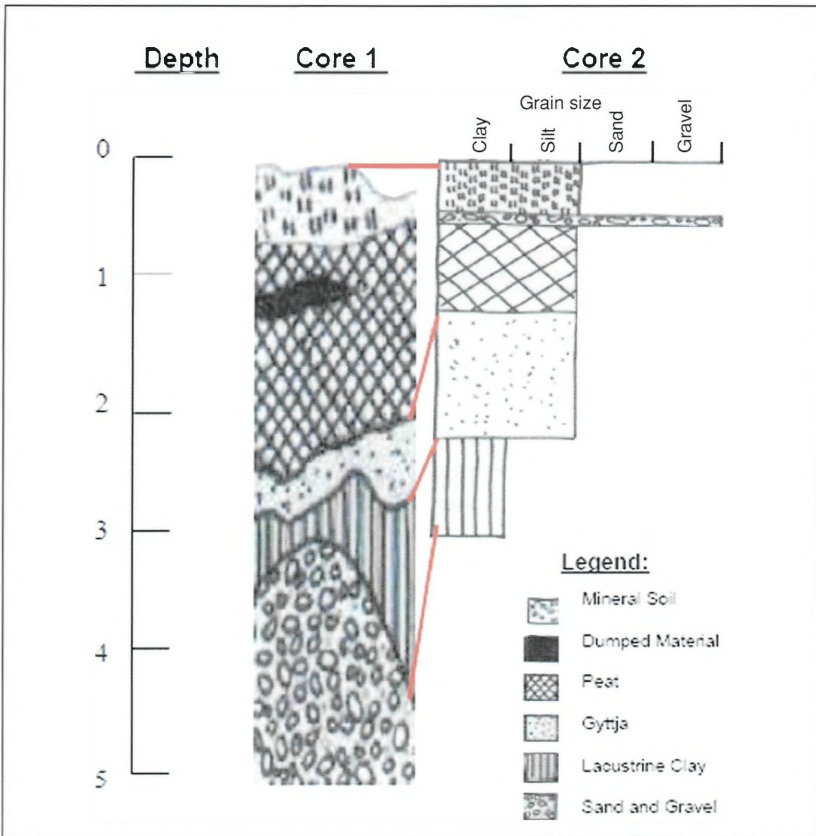 Depth Core 1 Core 2
Grain size
Clay Silt Sand Gravel
0
1
2
3
4
5
Legend:
Mineral Soil
Dumped Material
Peat
Gyttja
Lacustrine Clay
Sand and Gravel